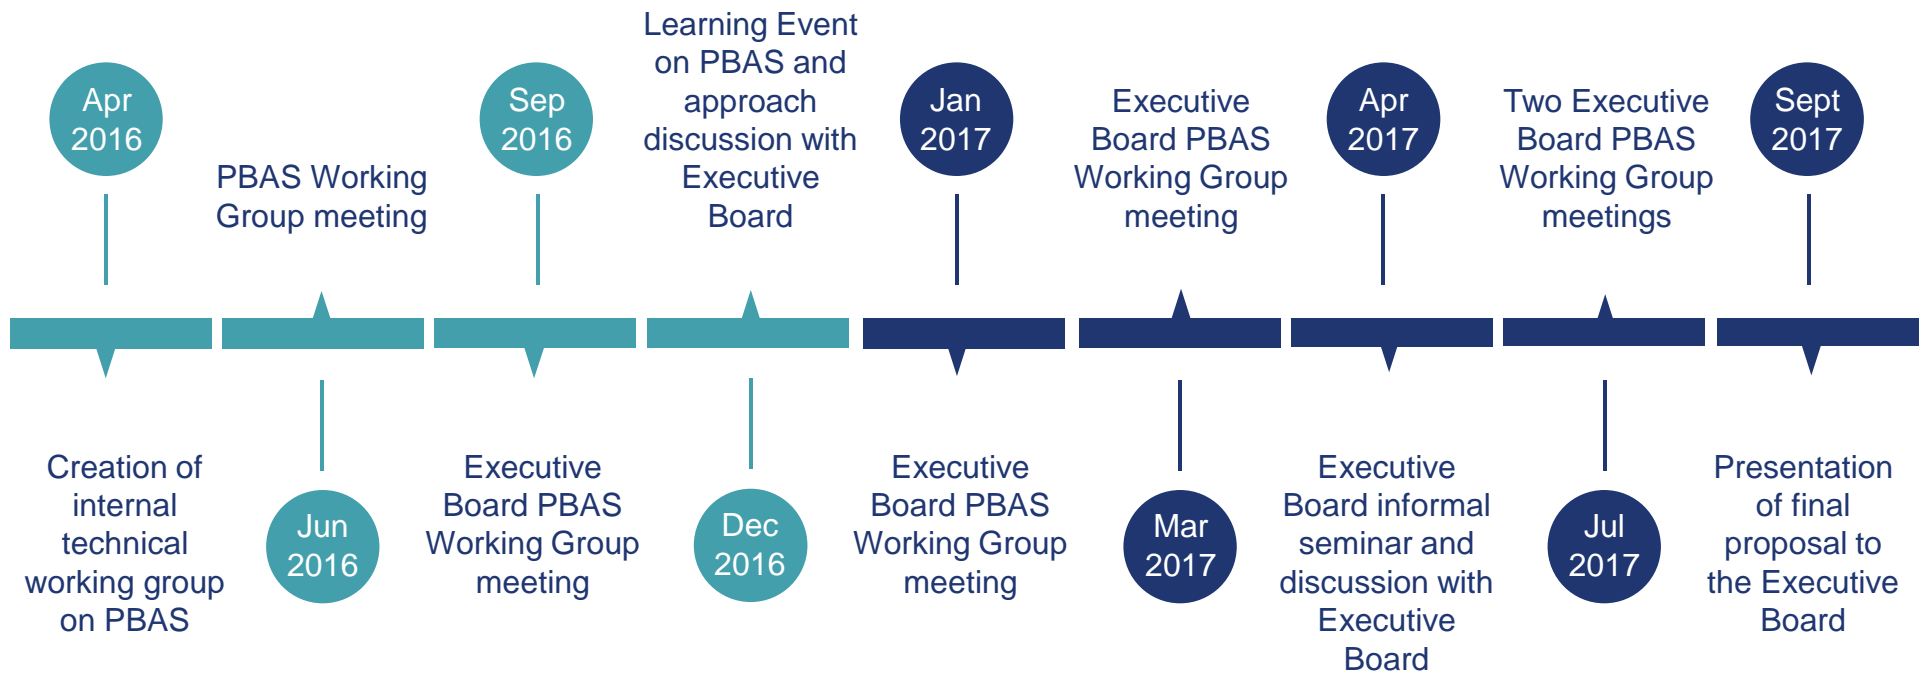 Apr
2016
Creation of
internal
technical
working group
on PBAS
PBAS Working
Group meeting
Jun
2016
Sep
2016
Executive
Board PBAS
Working Group
meeting
Learning Event
on PBAS and
approach
discussion with
Executive
Board
Dec
2016
Jan
2017
Executive
Board PBAS
Working Group
meeting
Executive
Board PBAS
Working Group
meeting
Mar
2017
Apr
2017
Executive
Board informal
seminar and
discussion with
Executive
Board
Two Executive
Board PBAS
Working Group
meetings
Jul
2017
Sept
2017
Presentation
of final
proposal to
the Executive
Board